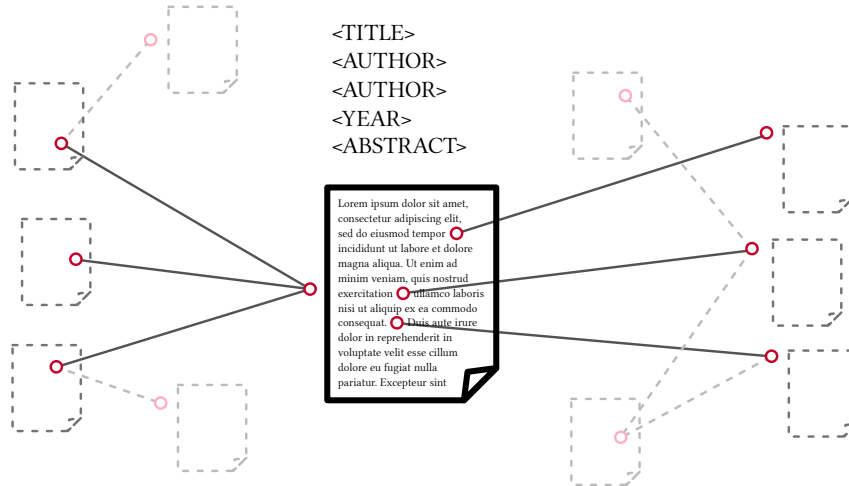 <TITLE>
<AUTHOR>
<AUTHOR>
<YEAR>
<ABSTRACT>
Lorem ipsum dolor sit amet,
consectetur adipiscing elit,
sed do eiusmod tempor
incididunt ut labore et dolore
magna aliqua. Ut enim ad
minim veniam, quis nostrud
exercitation ullamco laboris
nisi ut aliquip ex ea commodo
consequat. Duis aute irure
dolor in reprehenderit in
voluptate velit esse cillum
dolore eu fugiat nulla
pariatur. Excepteur sint